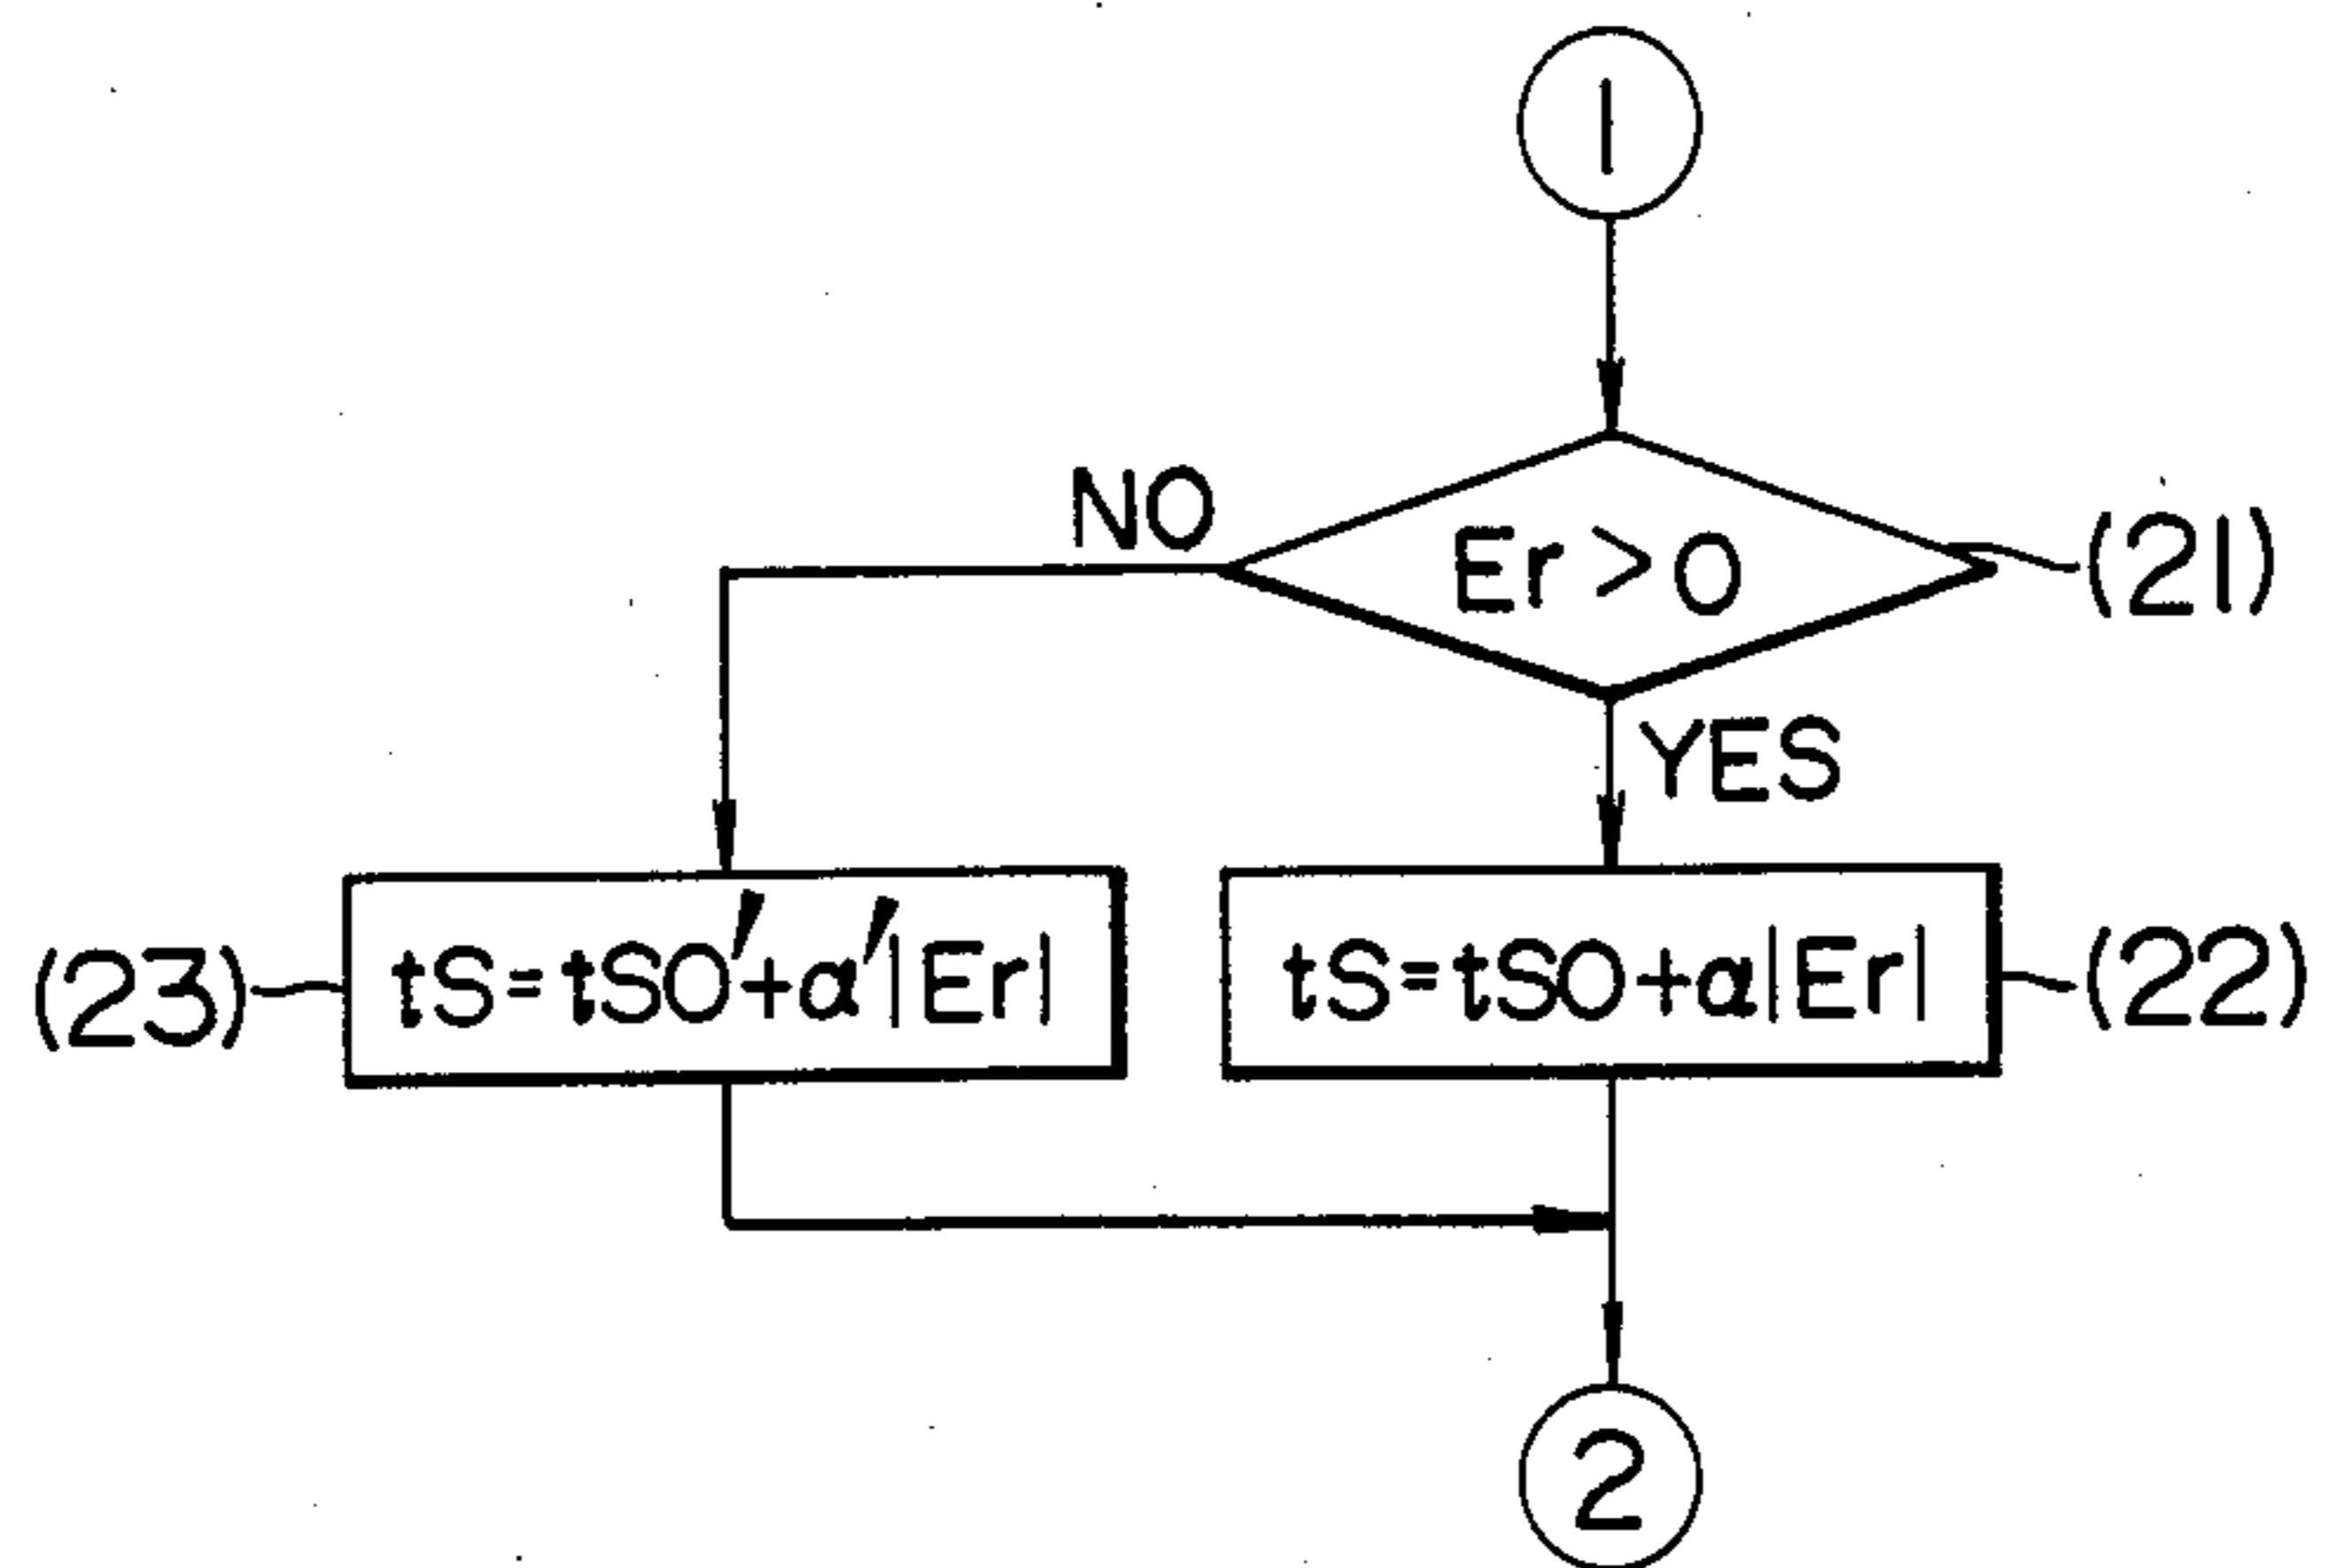 1
NO
Er>0
(21)
YES
(23)
tS=tSO'+α'|Er|
tS=tSO+α|Er|
(22)
2